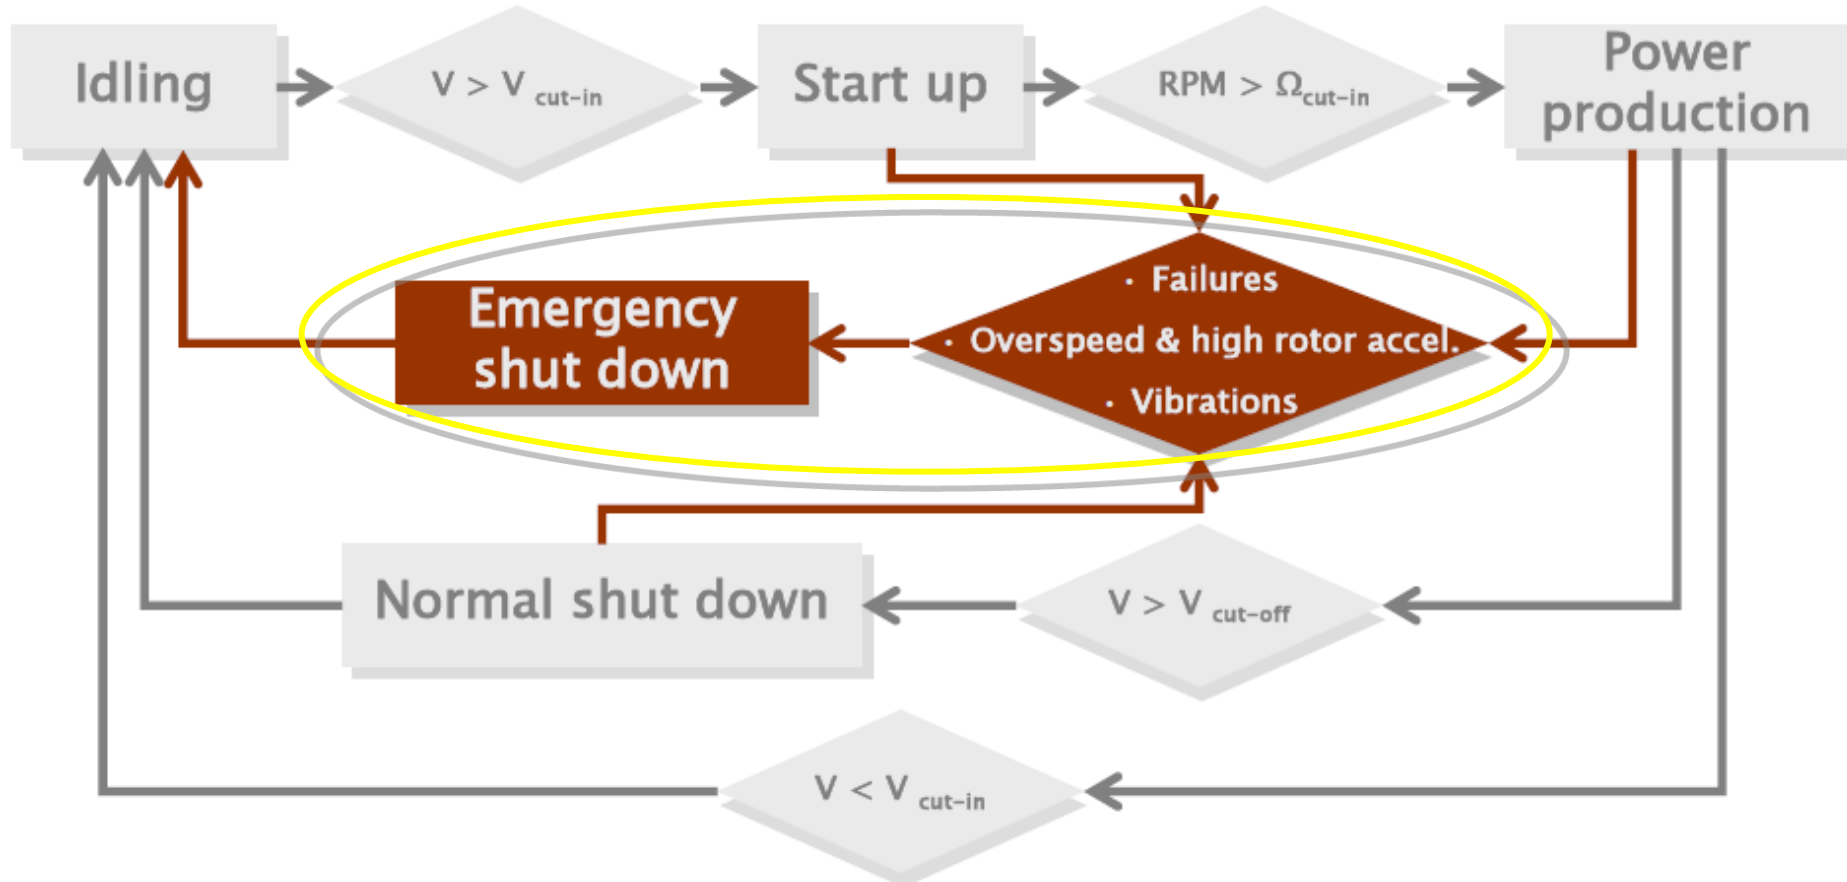 Idling
V > V cut-in
Start up
RPM > Ωcut-in
Power
production
Emergency
shut down
· Failures
· Overspeed & high rotor accel.
· Vibrations
Normal shut down
V > V cut-off
V < V cut-in